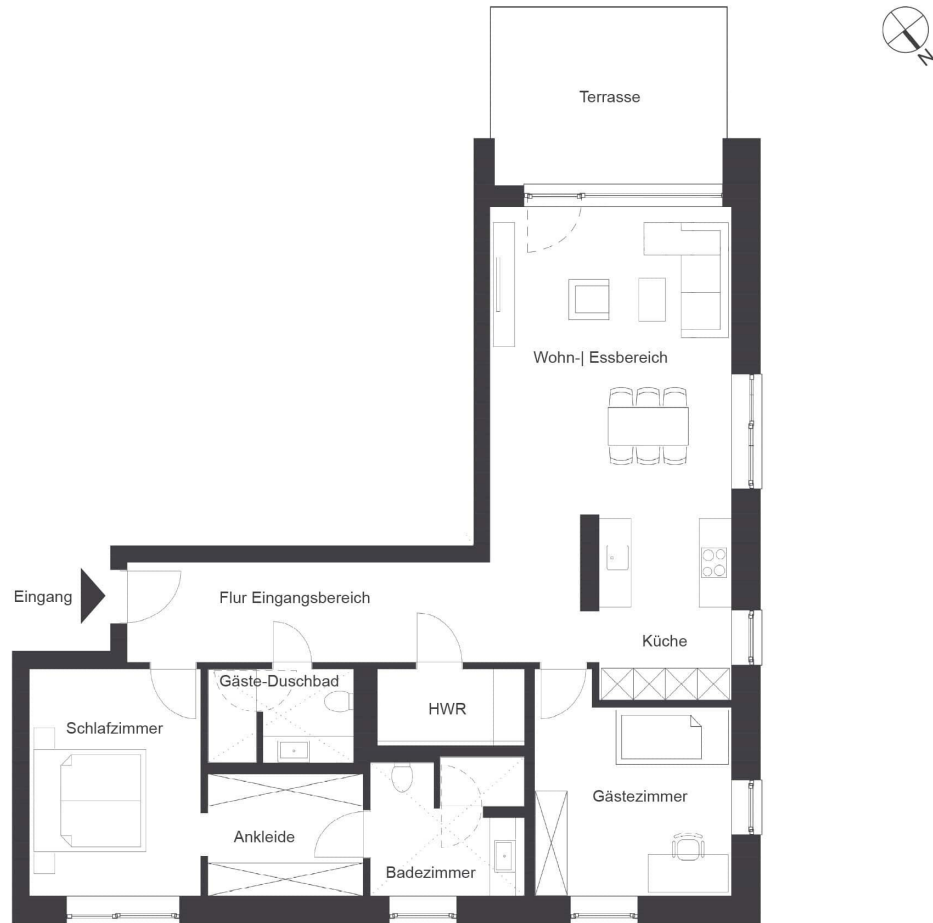 N
Terrasse
Wohn-| Essbereich
Eingang
Flur Eingangsbereich
Küche
Gäste-Duschbad
HWR
Schlafzimmer
Gästezimmer
Ankleide
Badezimmer